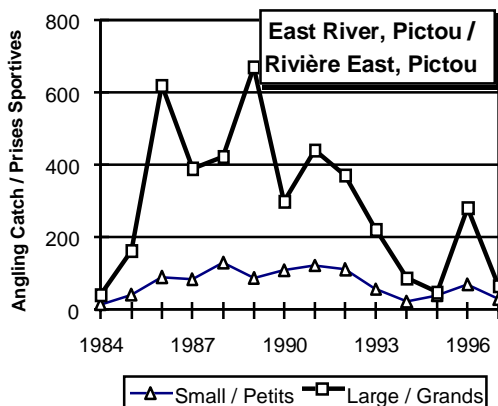 East River, Pictou /
Rivière East, Pictou
Angling Catch / Prises Sportives
800
600
400
200
0
1984 1987 1990 1993 1996
Small / Petits Large / Grands